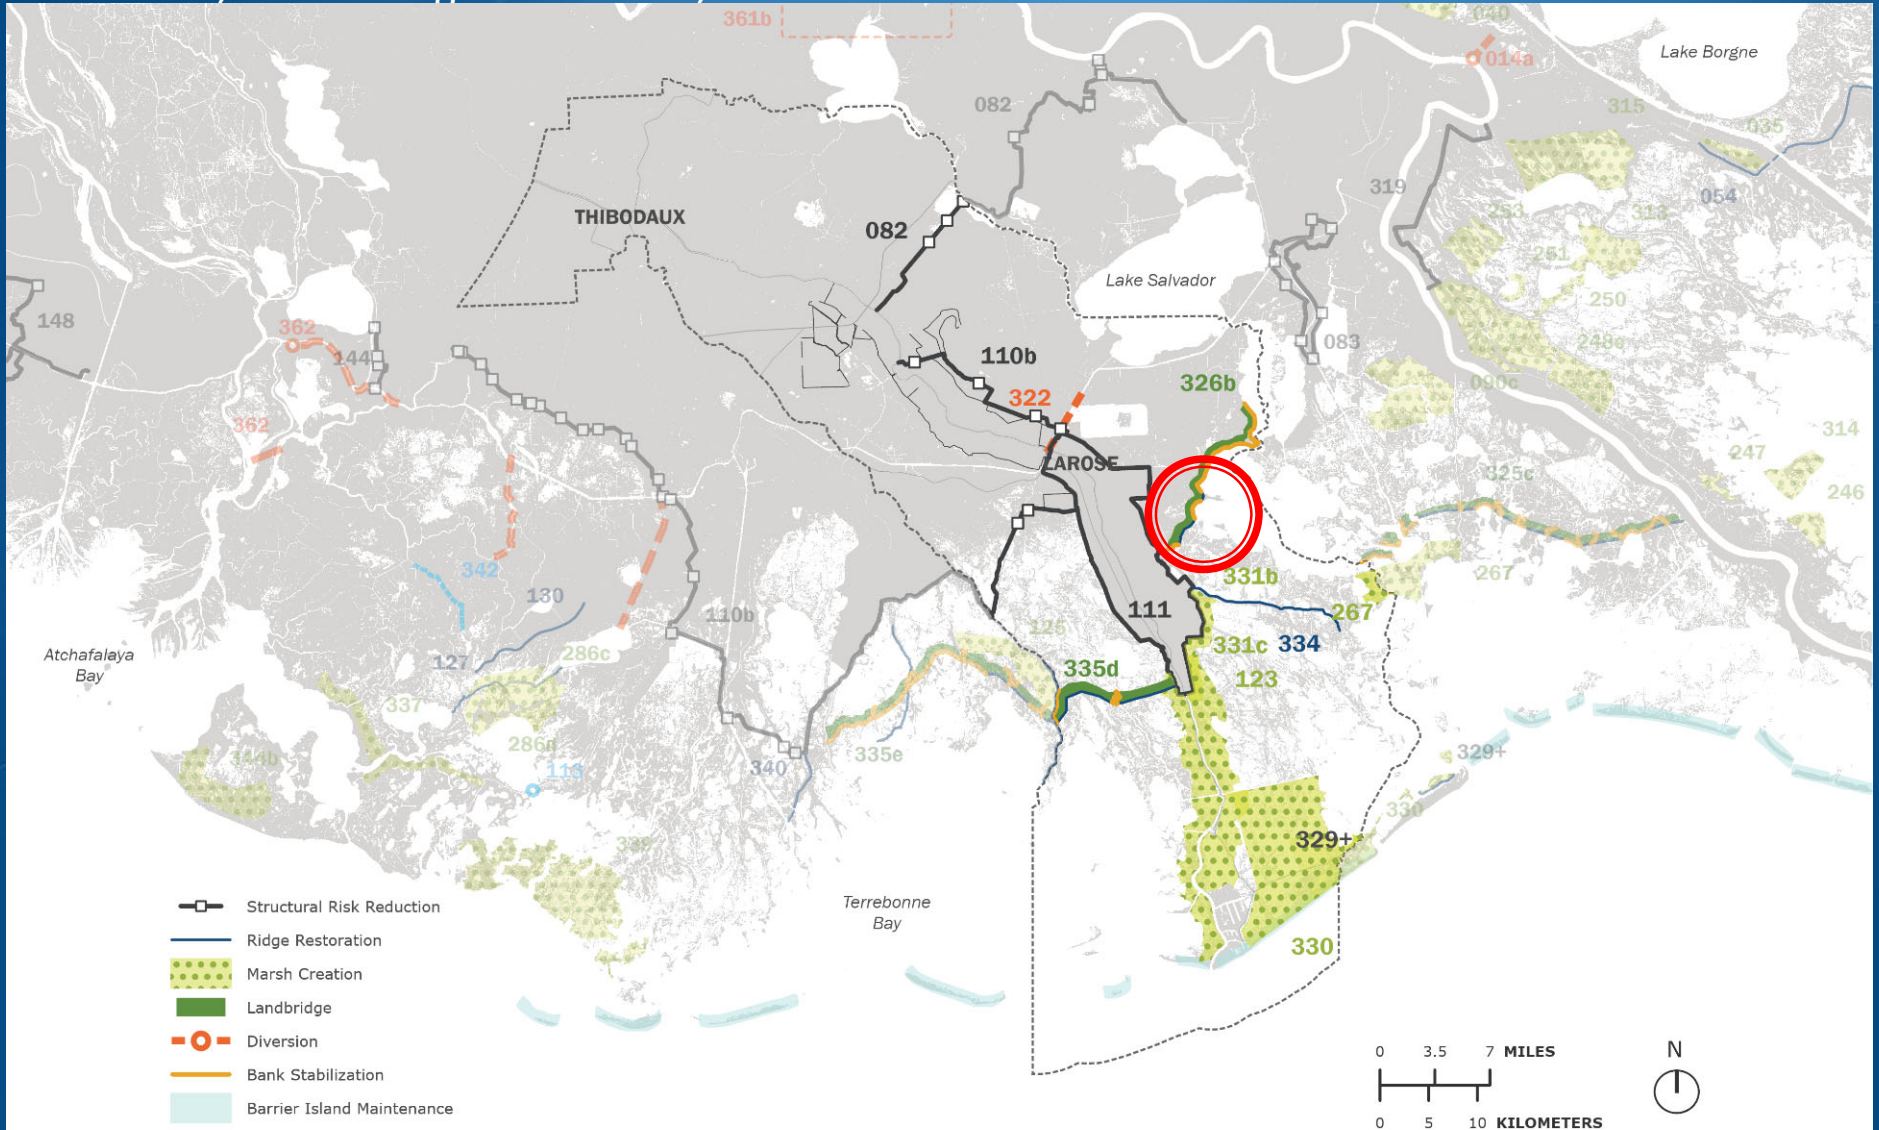 361b
040
014a
Lake Borgne
082
315
035
319
054
THIBODAUX
082
253
313
251
Lake Salvador
250
148
362
144
083
248c
110b
090c
322
326b
362
LAROSE
314
247
325c
246
342
331b
267
130
110b
111
267
125
331c
334
Atchafalaya
Bay
127
286c
335d
123
337
335e
329+
144b
340
113
330
329+
339
Terrebonne
Bay
330
Structural Risk Reduction
Ridge Restoration
Marsh Creation
Landbridge
Diversion
Bank Stabilization
Barrier Island Maintenance
0 3.5 7 MILES
0 5 10 KILOMETERS
N